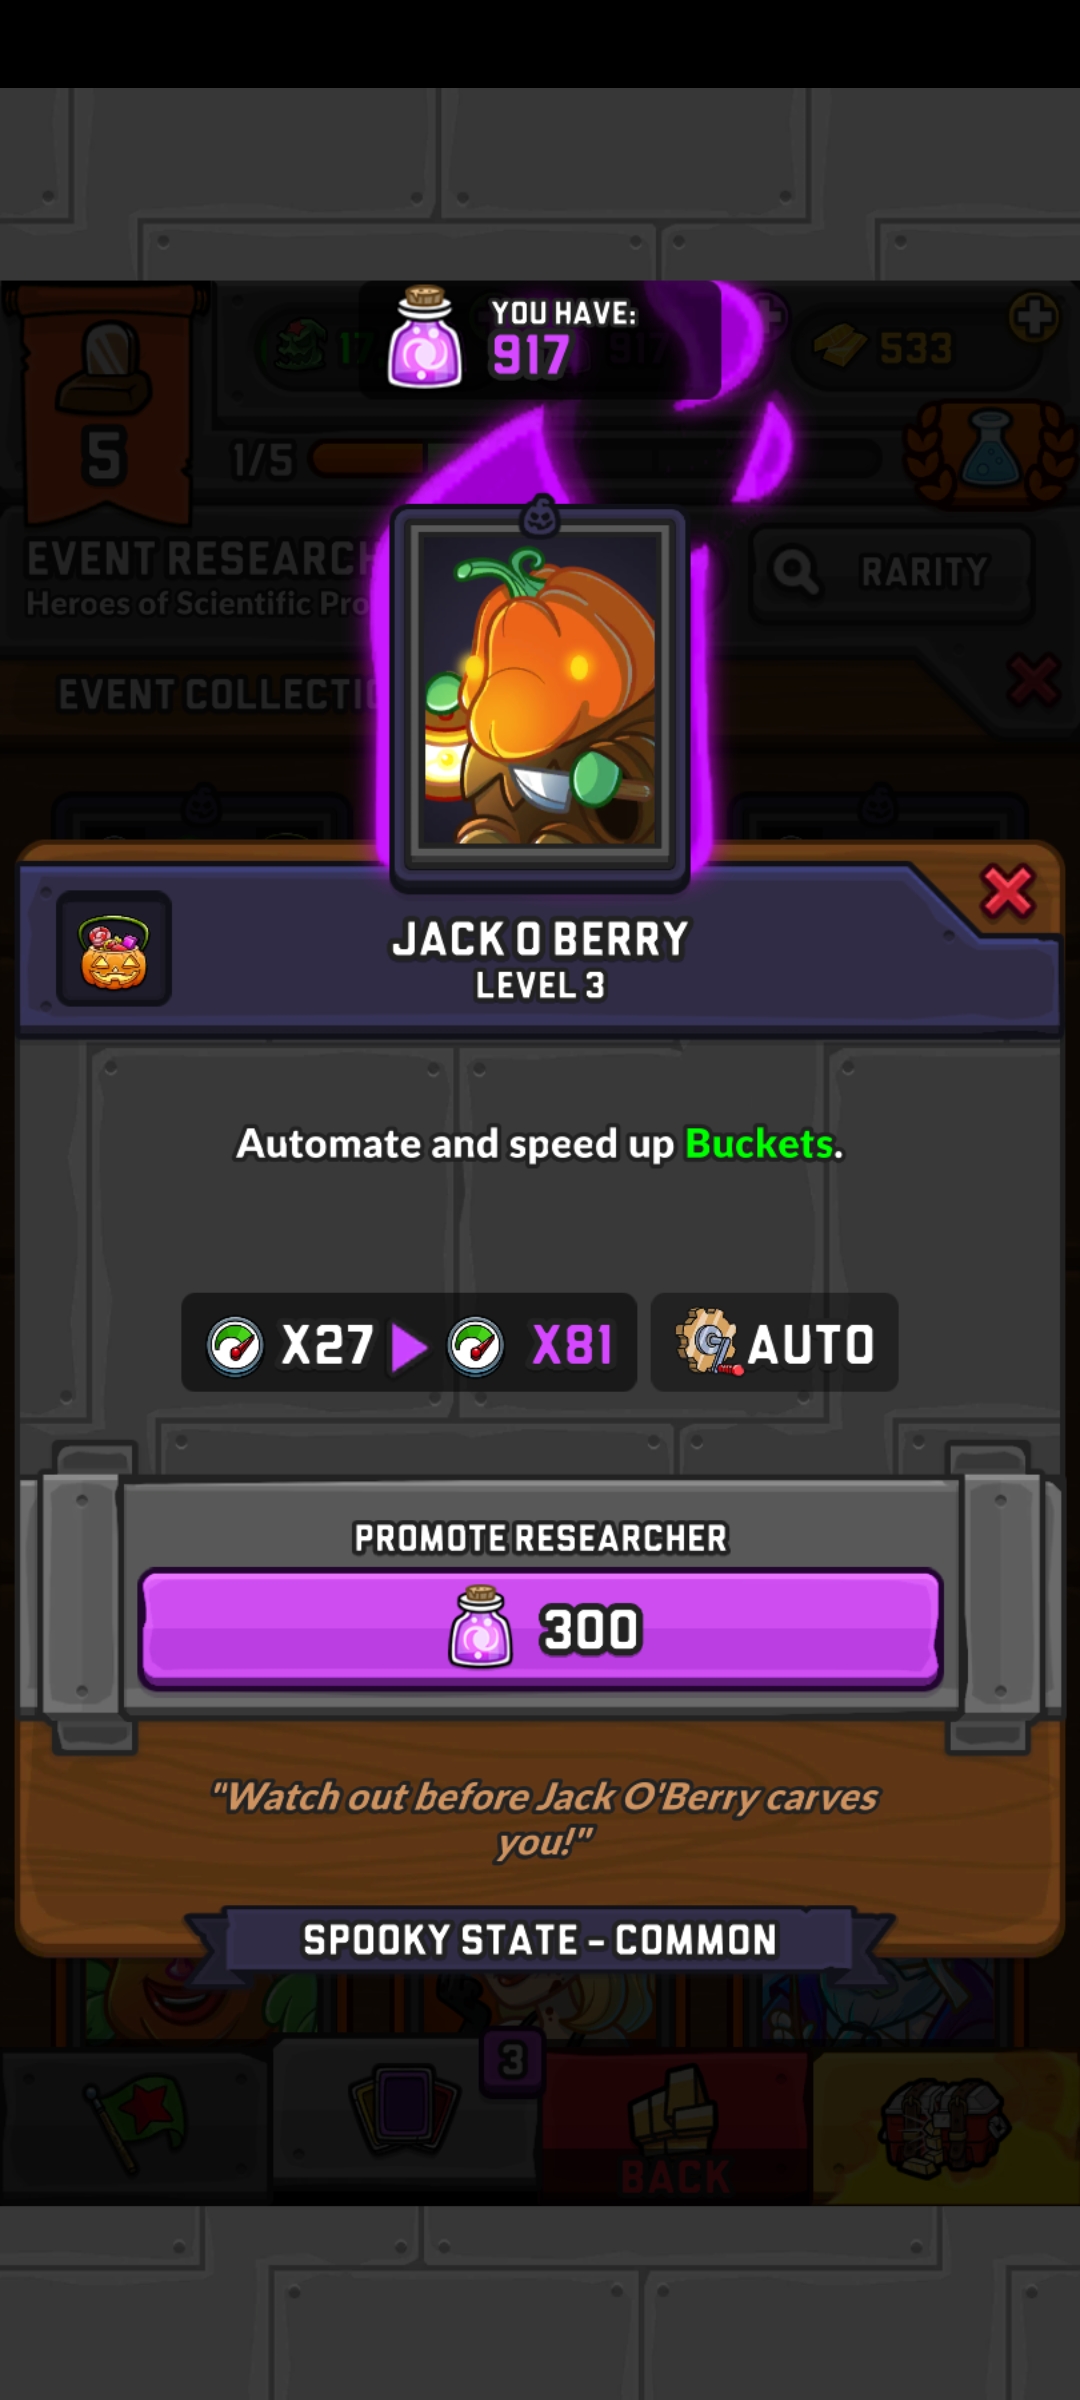 YOU HAVE:
917
17
533
5
1/5
EVENT RESEARCH
Heroes of Scientific Pro
RARITY
EVENT COLLECTIO
JACK O BERRY
LEVEL 3
Automate and speed up Buckets.
X27 X81 AUTO
PROMOTE RESEARCHER
300
"Watch out before Jack O'Berry carves
you!"
SPOOKY STATE - COMMON
3
BACK